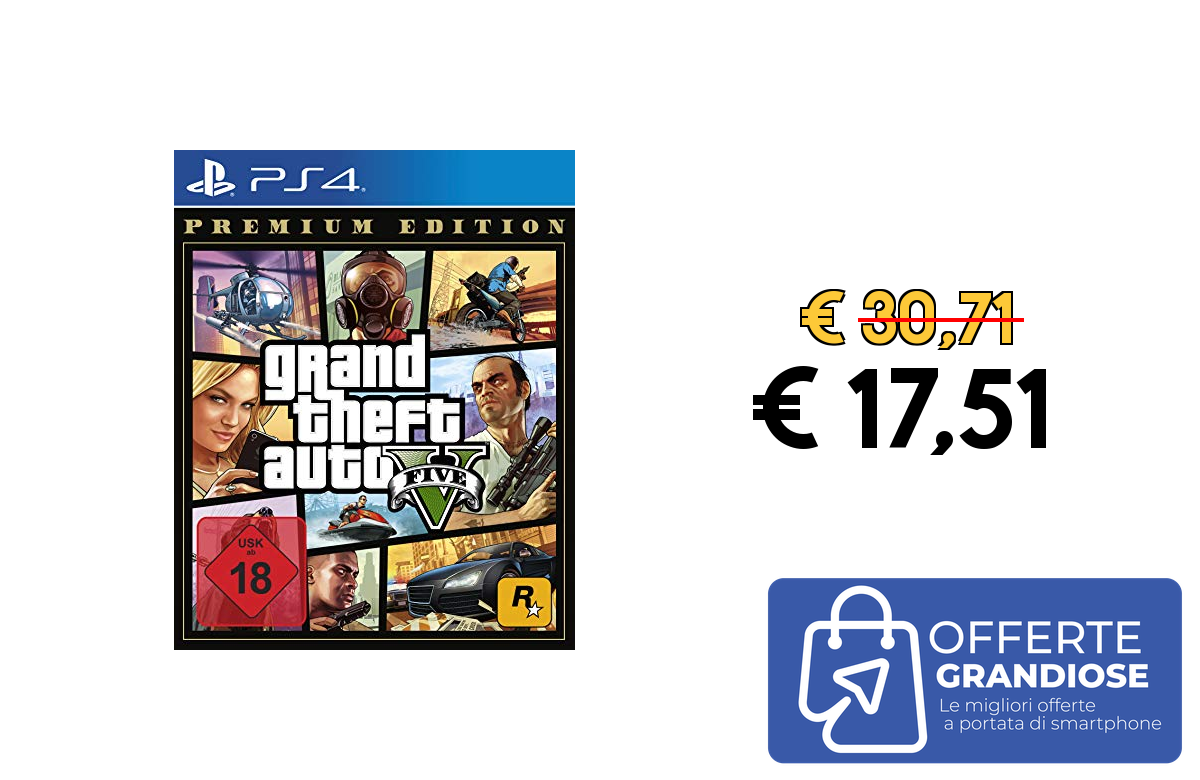 PS4
PREMIUM EDITION
grand
theft
auto V
FIVE
USK
ab
18
R
€ 30,71
€ 17,51
OFFERTE
GRANDIOSE
Le migliori offerte
a portata di smartphone